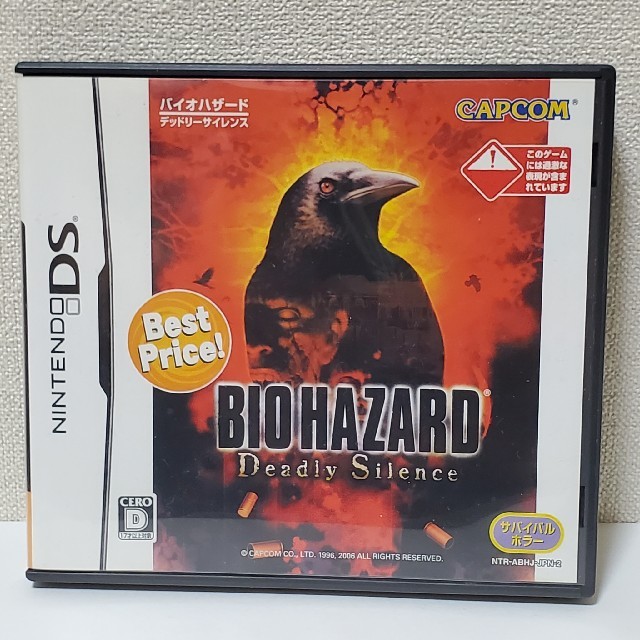 バイオハザード
デッドリーサイレンス
CAPCOM®
このゲーム
には過激な
表現が含ま
れています
NINTENDO DS®
Best
Price!
BIOHAZARD®
Deadly Silence
CERO
D
17才以上対象
サバイバル
ホラー
© CAPCOM CO., LTD. 1996, 2006 ALL RIGHTS RESERVED.
NTR-ABHJ-JPN-2